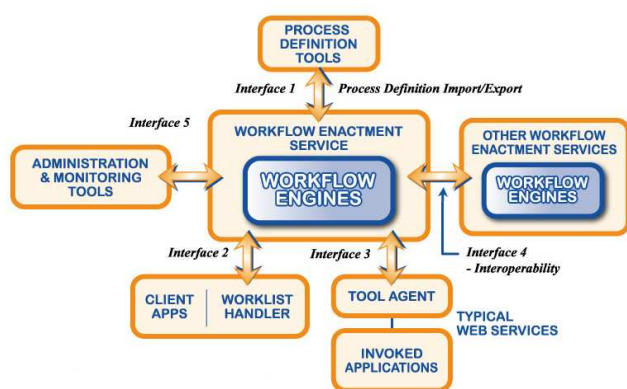 PROCESS
DEFINITION
TOOLS
Interface 1
Process Definition Import/Export
Interface 5
WORKFLOW ENACTMENT
SERVICE
WORKFLOW
ENGINES
OTHER WORKFLOW
ENACTMENT SERVICES
WORKFLOW
ENGINES
ADMINISTRATION
& MONITORING
TOOLS
Interface 2
Interface 3
Interface 4
- Interoperability
CLIENT
APPS
WORKLIST
HANDLER
TOOL AGENT
TYPICAL
WEB SERVICES
INVOKED
APPLICATIONS